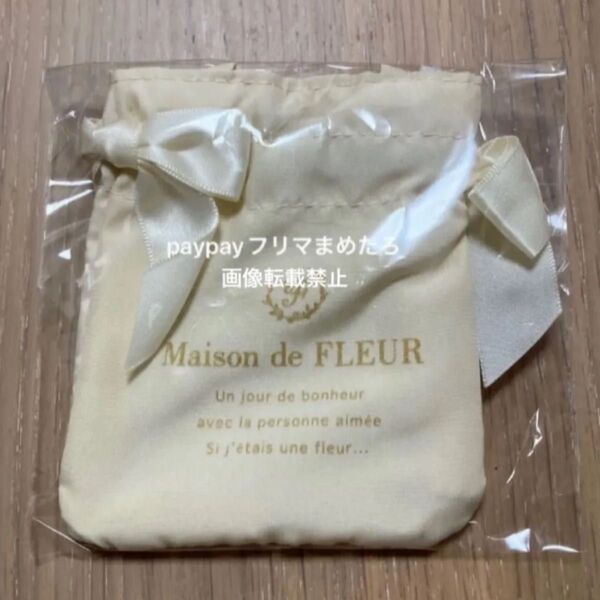 paypayフリマまめたろ
画像転載禁止
Maison de FLEUR
Un jour de bonheur
avec la personne aimée
Si j'étais une fleur...